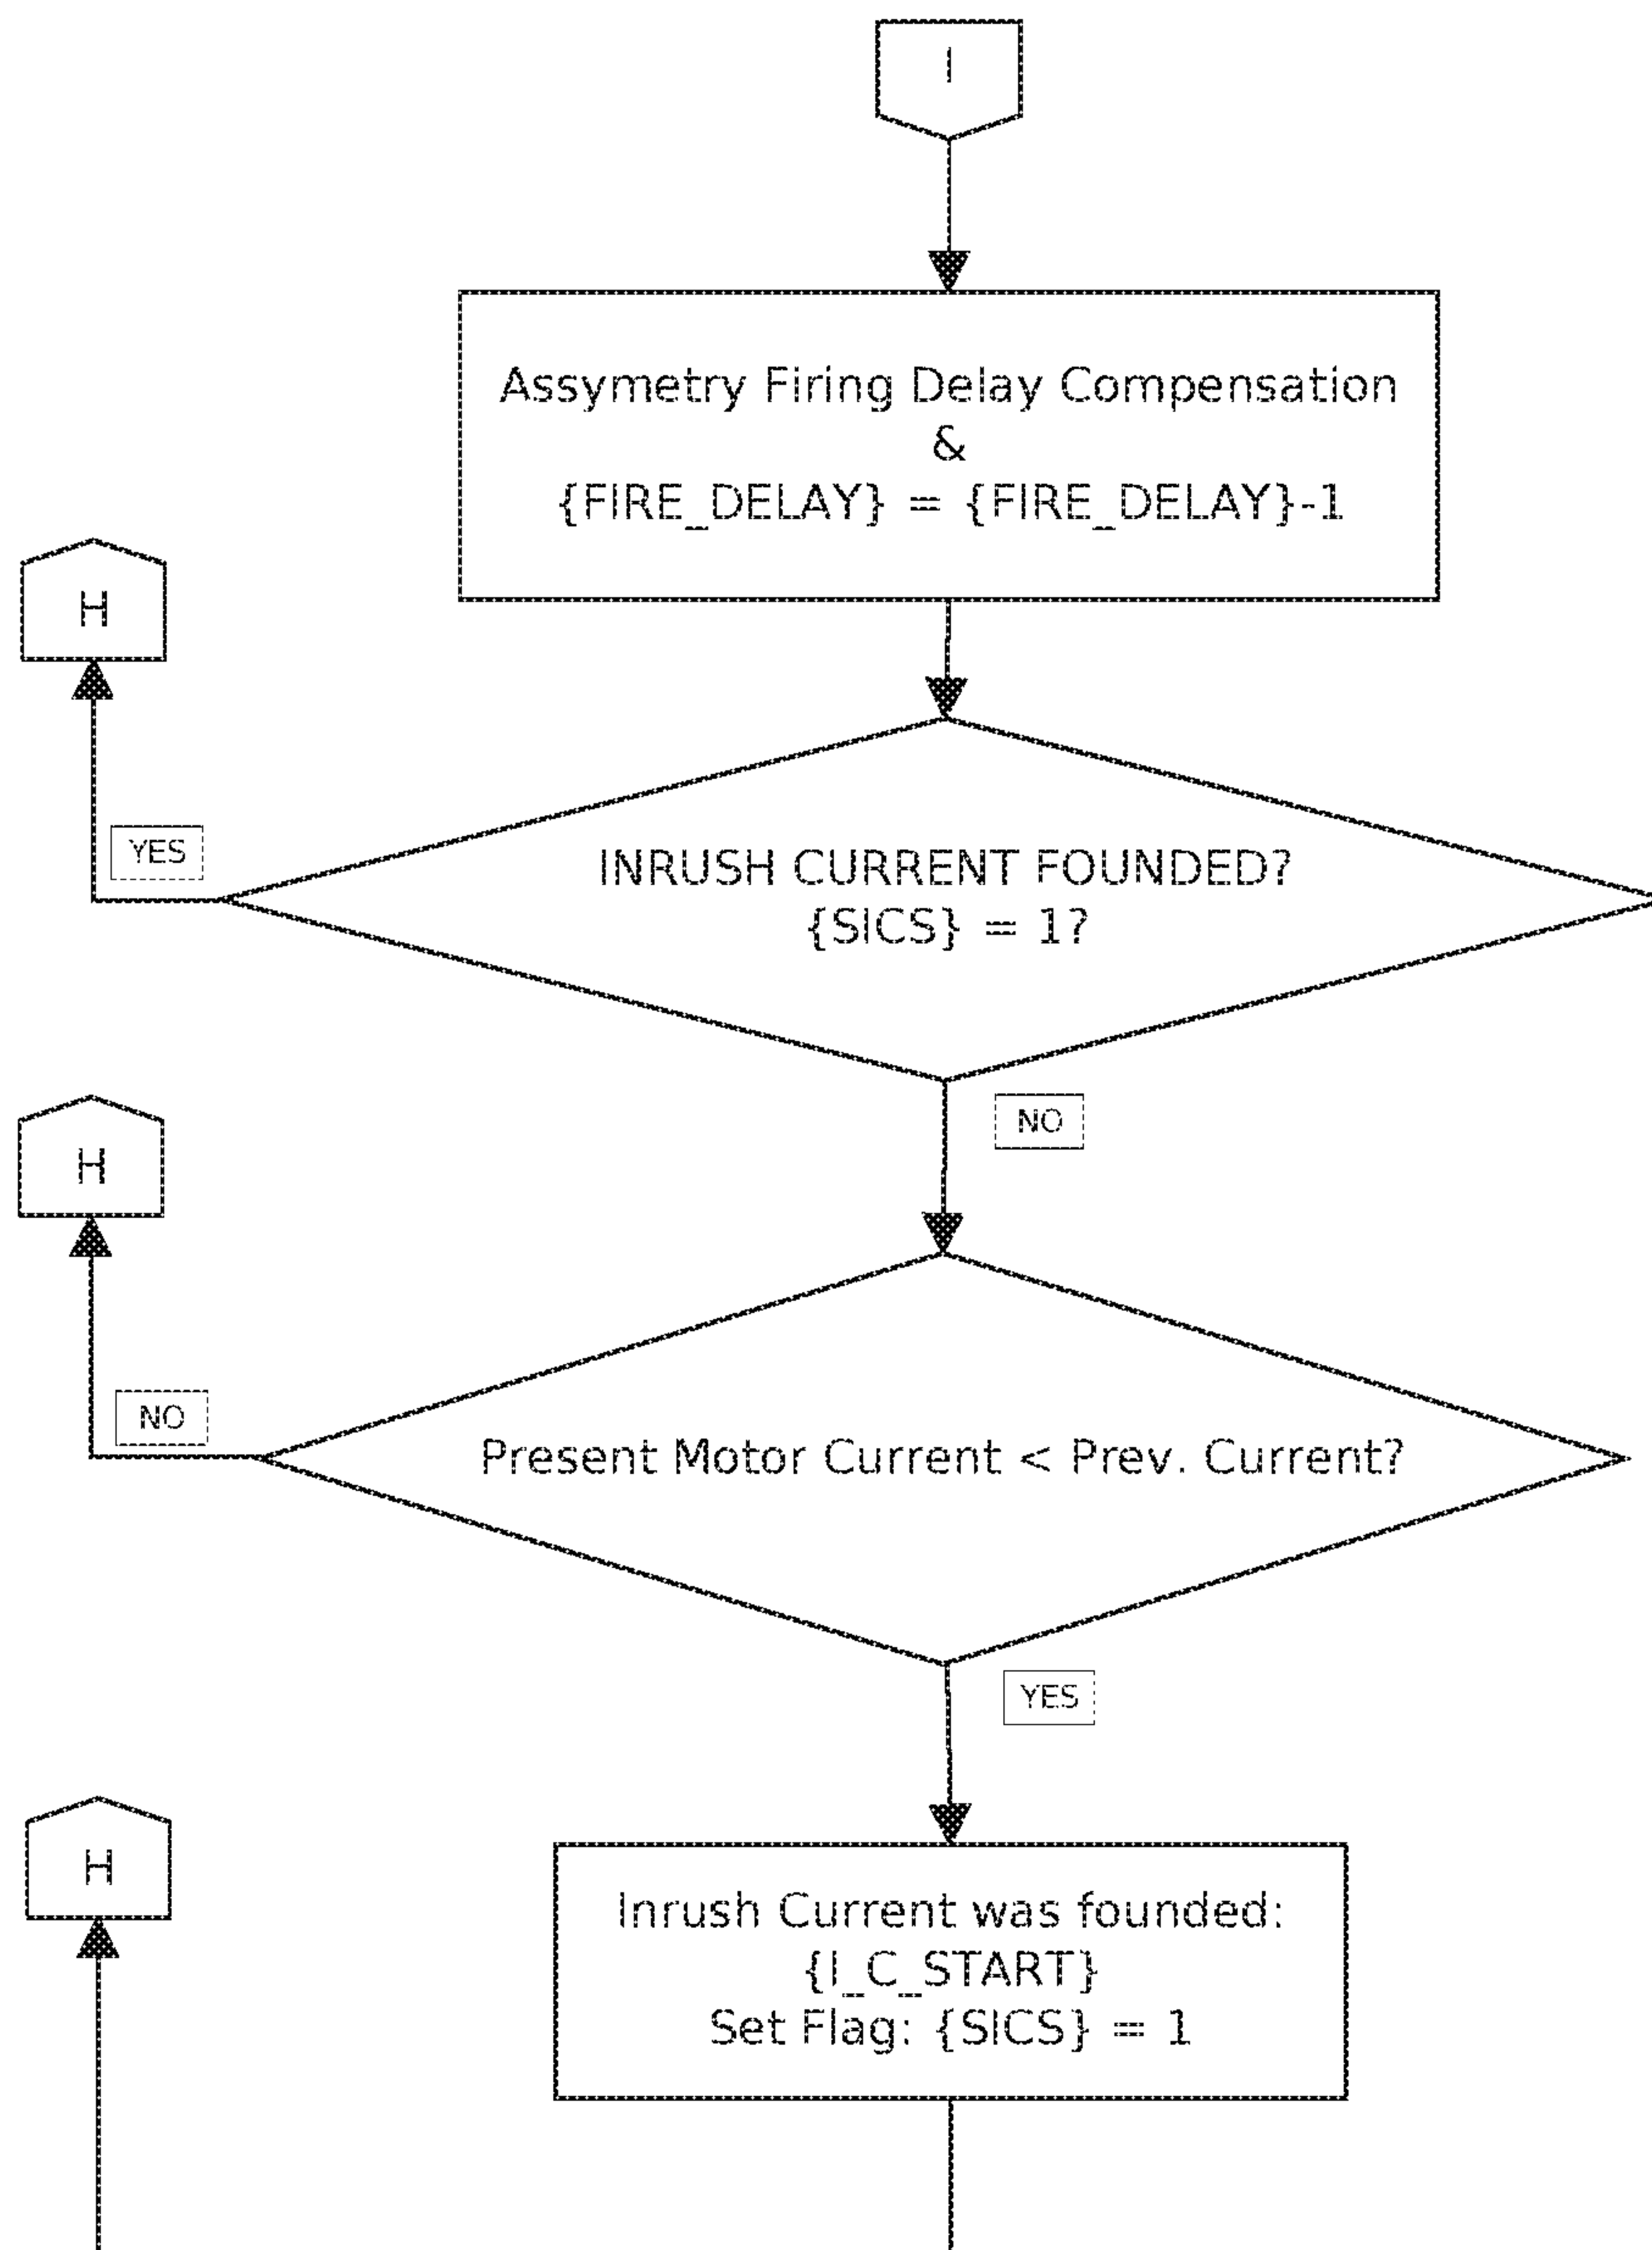 I
Assymetry Firing Delay Compensation
&
{FIRE_DELAY} = {FIRE_DELAY}-1
H
YES
INRUSH CURRENT FOUNDED?
{SICS} = 1?
NO
H
NO
Present Motor Current < Prev. Current?
YES
H
Inrush Current was founded:
{I_C_START}
Set Flag: {SICS} = 1